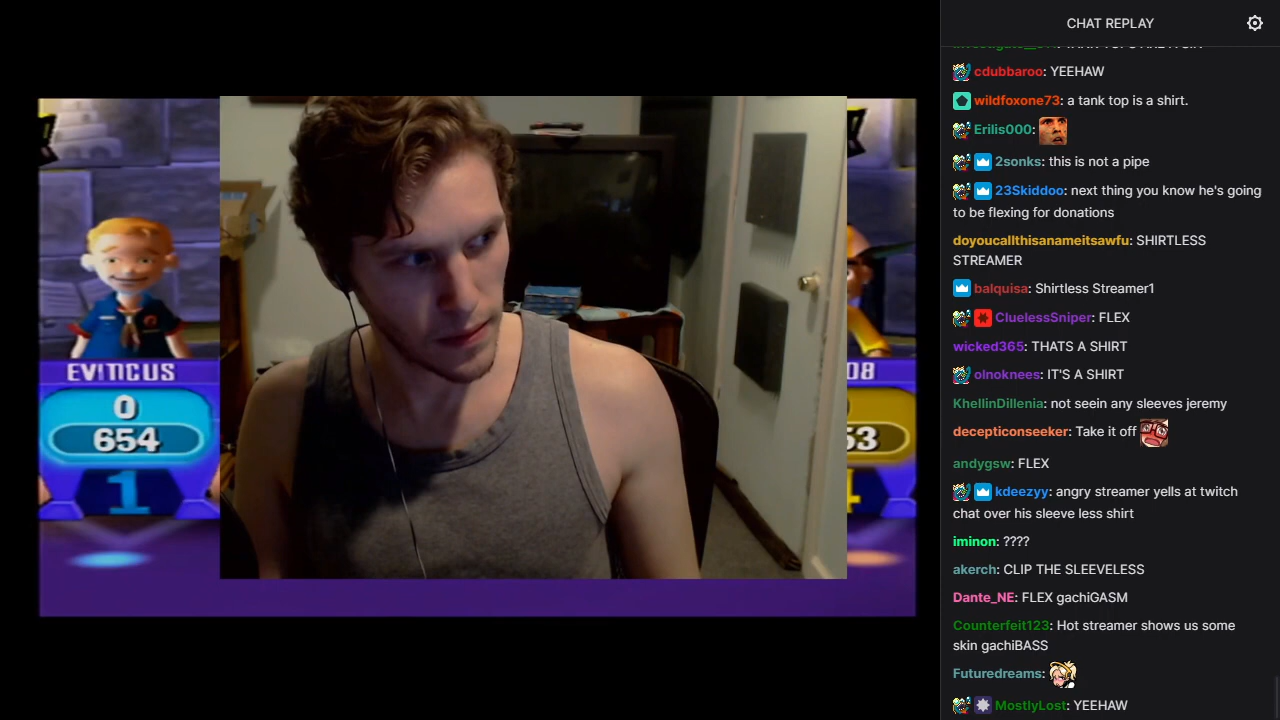 CHAT REPLAY
cdubbaroo: YEEHAW
wildfoxone73: a tank top is a shirt.
Erilis000:
2sonks: this is not a pipe
23Skiddoo: next thing you know he's going
to be flexing for donations
doyoucallthisanameitsawfu: SHIRTLESS
STREAMER
balquisa: Shirtless Streamer1
CluelessSniper: FLEX
wicked365: THATS A SHIRT
olnoknees: IT'S A SHIRT
KhellinDillenia: not seein any sleeves jeremy
decepticonseeker: Take it off
andygsw: FLEX
kdeezyy: angry streamer yells at twitch
chat over his sleeve less shirt
iminon: ????
akerch: CLIP THE SLEEVELESS
Dante_NE: FLEX gachiGASM
Counterfeit123: Hot streamer shows us some
skin gachiBASS
Futuredreams:
MostlyLost: YEEHAW
EVITICUS
0
654
1
08
53
4